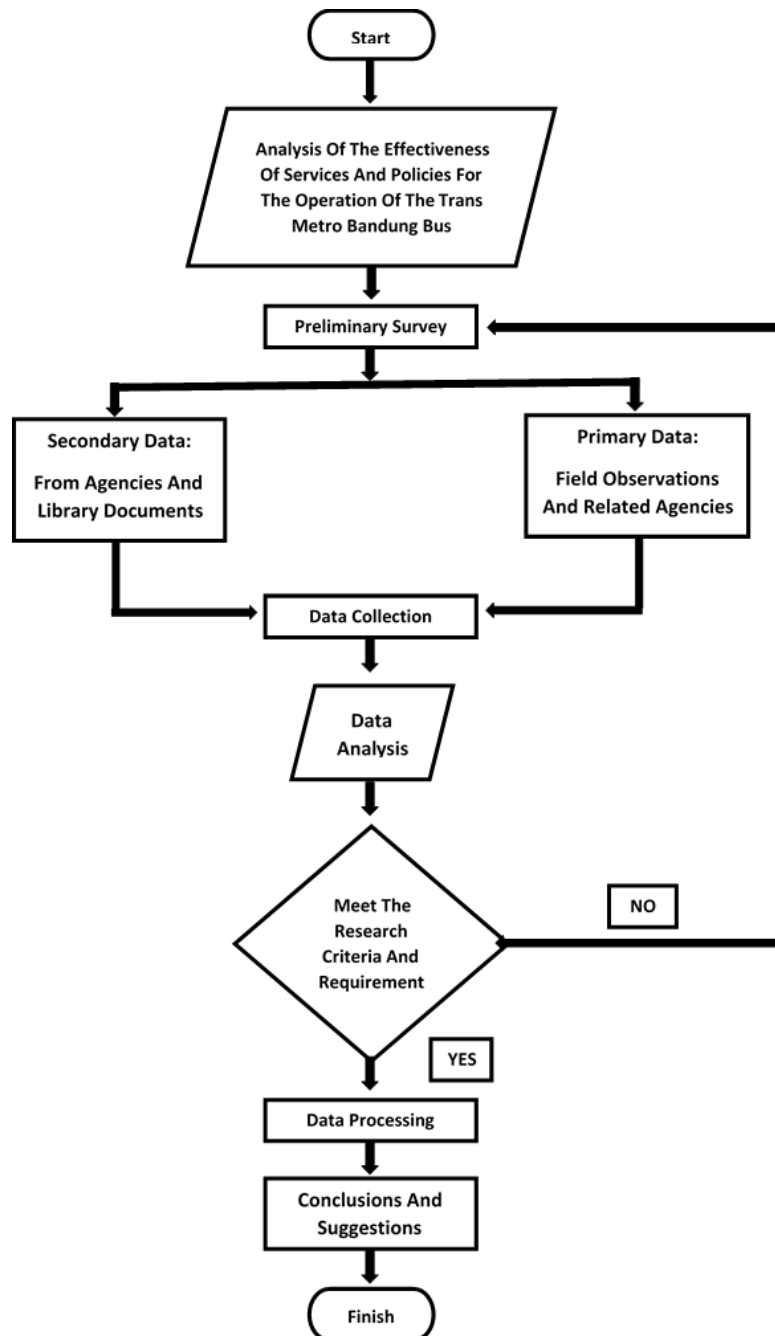 Start
Analysis Of The Effectiveness
Of Services And Policies For
The Operation Of The Trans
Metro Bandung Bus
Preliminary Survey
Secondary Data:
From Agencies And
Library Documents
Primary Data:
Field Observations
And Related Agencies
Data Collection
Data
Analysis
Meet The
Research
Criteria And
Requirement
NO
YES
Data Processing
Conclusions And
Suggestions
Finish